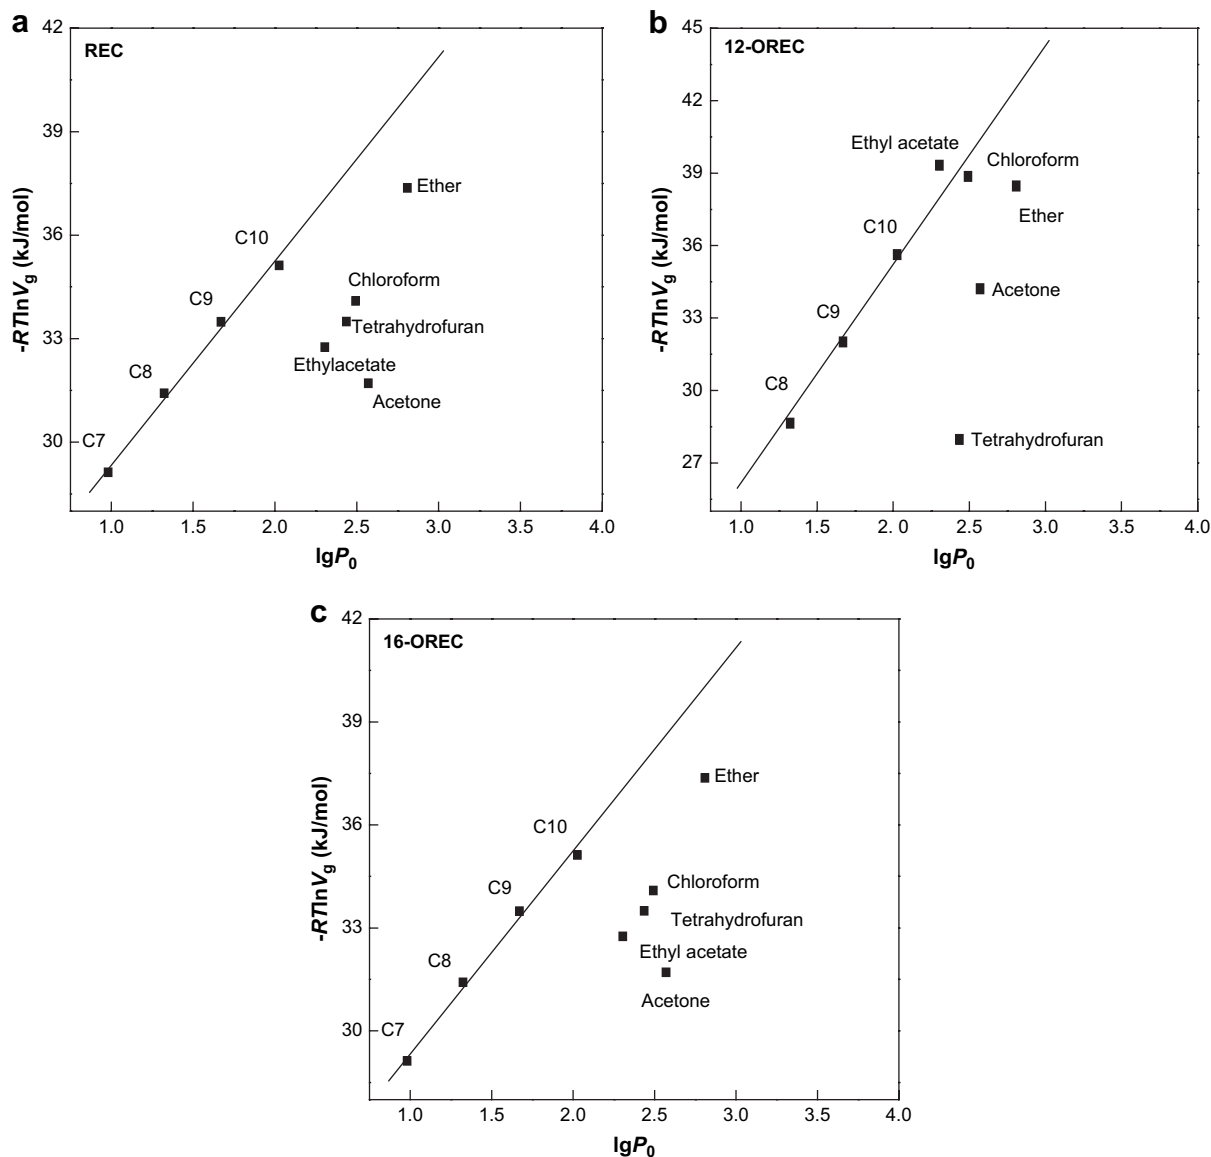 a
REC
42
39
36
33
30
-RTlnVg (kJ/mol)
Ether
C10
Chloroform
C9
Tetrahydrofuran
Ethylacetate
C8
Acetone
C7
1.0 1.5 2.0 2.5 3.0 3.5 4.0
lgP0
b
12-OREC
45
45
39
36
33
30
27
-RTlnVg (kJ/mol)
Ethyl acetate
Chloroform
Ether
C10
Acetone
C9
C8
Tetrahydrofuran
1.0 1.5 2. 0 2.5 3.0 3.5 4.0
lgP0
c
16-OREC
42
39
36
33
30
-RTlnVg (kJ/mol)
Ether
C10
Chloroform
C9
Tetrahydrofuran
Ethyl acetate
C8
Acetone
C7
1.0 1.5 2.0 2.5 3.0 3.5 4.0
lgP0